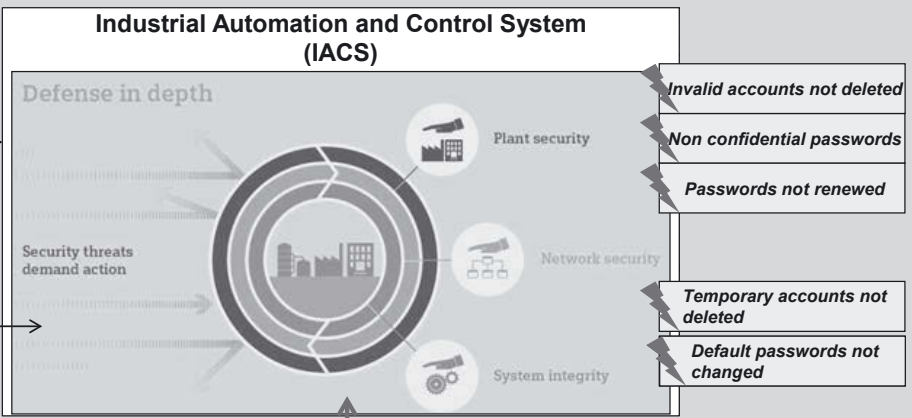 Industrial Automation and Control System
(IACS)
Defense in depth
Plant security
Security threats
demand action
Network security
System integrity
Invalid accounts not deleted
Non confidential passwords
Passwords not renewed
Temporary accounts not
deleted
Default passwords not
changed